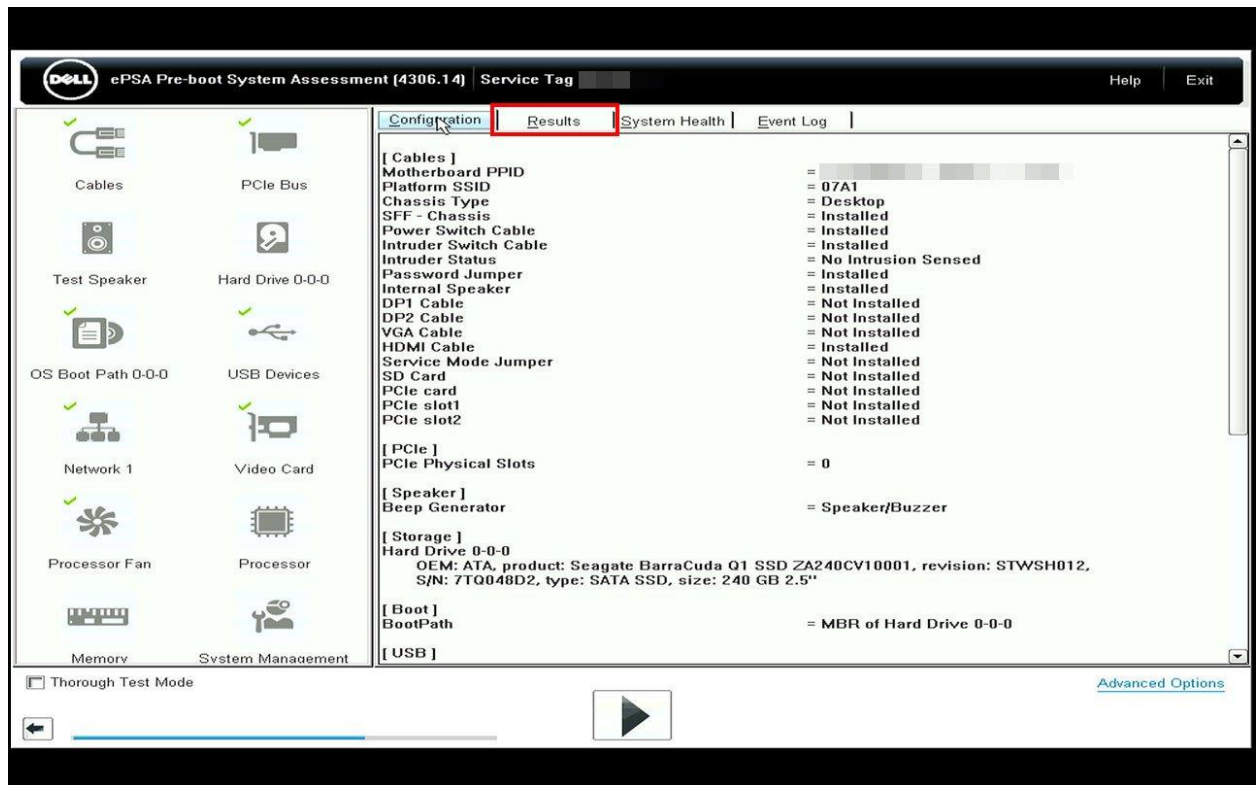 DELL
ePSA Pre-boot System Assessment (4306.14) Service Tag
Help Exit
Cables
PCIe Bus
Test Speaker
Hard Drive 0-0-0
OS Boot Path 0-0-0
USB Devices
Network 1
Video Card
Processor Fan
Processor
Memory
System Management
Configuration Results System Health Event Log
[ Cables ]
Motherboard PPID =
Platform SSID = 07A1
Chassis Type = Desktop
SFF - Chassis = Installed
Power Switch Cable = Installed
Intruder Switch Cable = Installed
Intruder Status = No Intrusion Sensed
Password Jumper = Installed
Internal Speaker = Installed
DP1 Cable = Not Installed
DP2 Cable = Not Installed
VGA Cable = Not Installed
HDMI Cable = Installed
Service Mode Jumper = Not Installed
SD Card = Not Installed
PCIe card = Not Installed
PCIe slot1 = Not Installed
PCIe slot2 = Not Installed
[ PCIe ]
PCIe Physical Slots = 0
[ Speaker ]
Beep Generator = Speaker/Buzzer
[ Storage ]
Hard Drive 0-0-0
OEM: ATA, product: Seagate BarraCuda Q1 SSD ZA240CV10001, revision: STWSH012,
S/N: 7TQ048D2, type: SATA SSD, size: 240 GB 2.5"
[ Boot ]
BootPath = MBR of Hard Drive 0-0-0
[ USB ]
Thorough Test Mode
Advanced Options